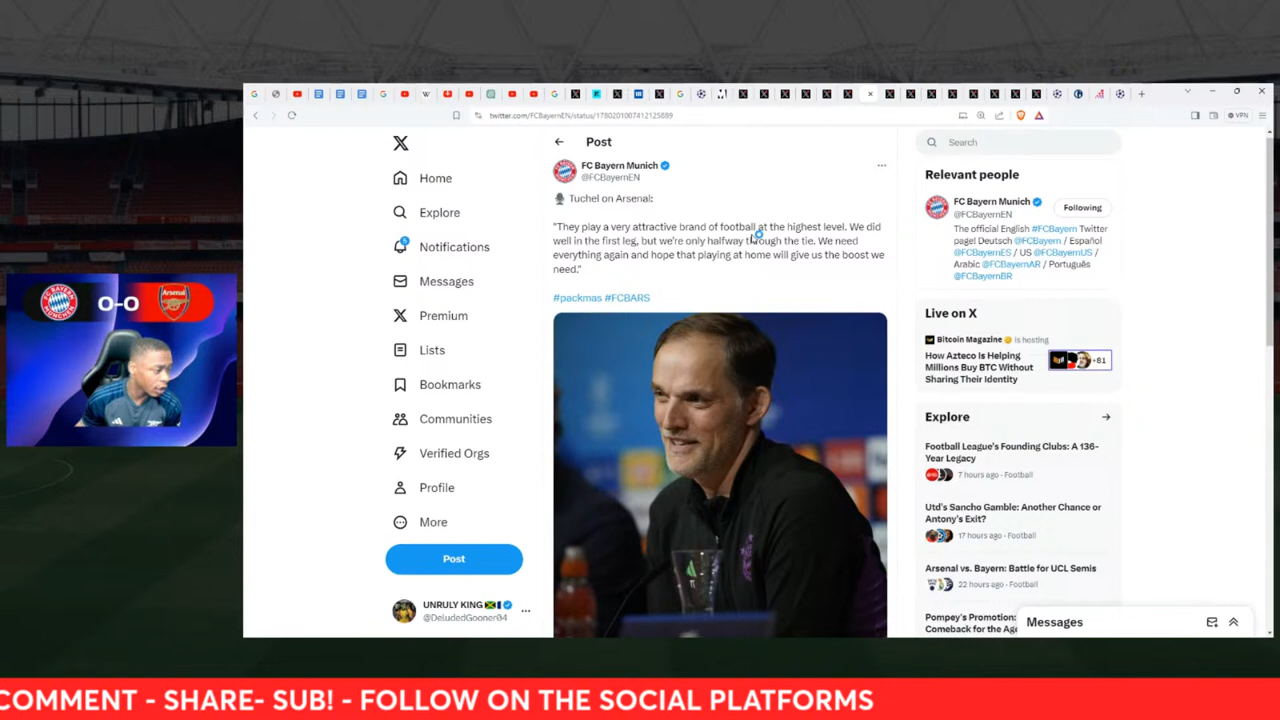 twitter.com/FCBayernEN/status/1780201007412125889
VPN
Post
Search
FC Bayern Munich
@FCBayernEN
Tuchel on Arsenal:
"They play a very attractive brand of football at the highest level. We did
well in the first leg, but we're only halfway through the tie. We need
everything again and hope that playing at home will give us the boost we
need."
#packmas #FCBARS
Home
Explore
Notifications
Messages
Premium
Lists
Bookmarks
Communities
Verified Orgs
Profile
More
Post
UNRULY KING
@DeludedGooner04
Relevant people
FC Bayern Munich
@FCBayernEN
Following
The official English #FCBayern Twitter
page! Deutsch @FCBayern / Español
@FCBayernES / US @FCBayernUS /
Arabic @FCBayernAR / Português
@FCBayernBR
Live on X
Bitcoin Magazine is hosting
How Azteco Is Helping
Millions Buy BTC Without
Sharing Their Identity
+61
Explore
Football League's Founding Clubs: A 136-
Year Legacy
7 hours ago · Football
Utd's Sancho Gamble: Another Chance or
Antony's Exit?
17 hours ago · Football
Arsenal vs. Bayern: Battle for UCL Semis
22 hours ago · Football
Pompey's Promotion:
Comeback for the Age
Messages
0-0
Arsenal
COMMENT - SHARE- SUB! - FOLLOW ON THE SOCIAL PLATFORMS